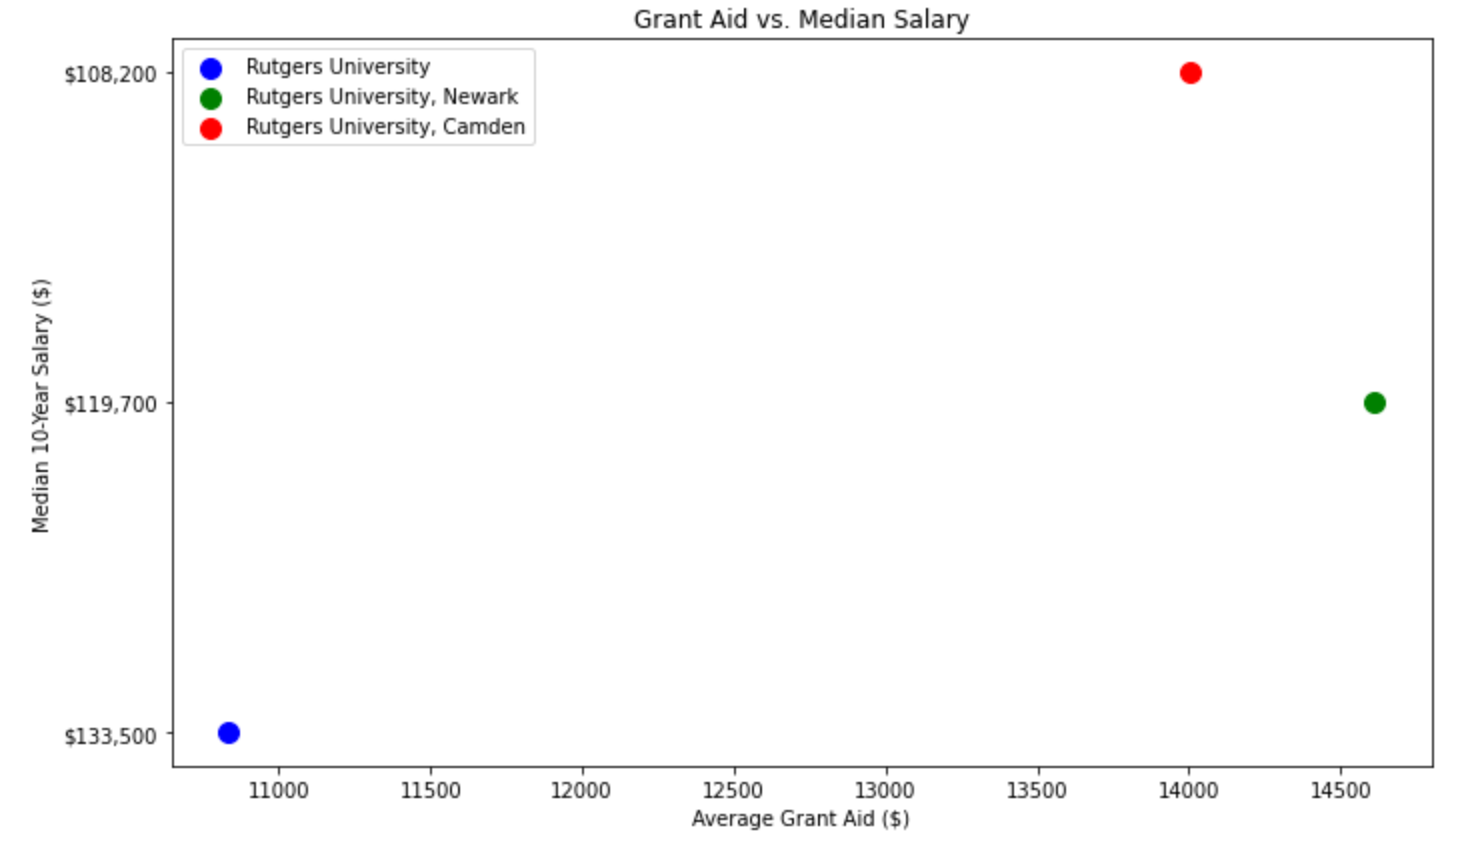 Grant Aid vs. Median Salary
Rutgers University
Rutgers University, Newark
Rutgers University, Camden
$108,200
$119,700
$133,500
Median 10-Year Salary ($)
11000 11500 12000 12500 13000 13500 14000 14500
Average Grant Aid ($)